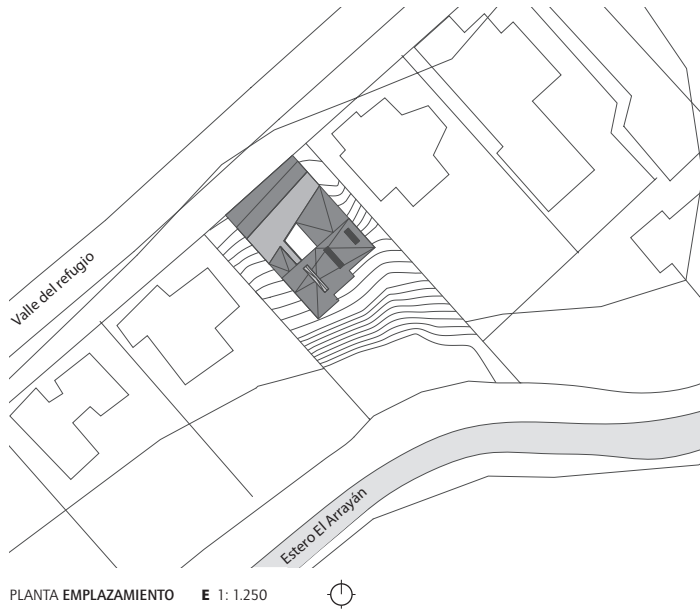 Valle del refugio
Estero El Arrayán
PLANTA EMPLAZAMIENTO E 1: 1.250